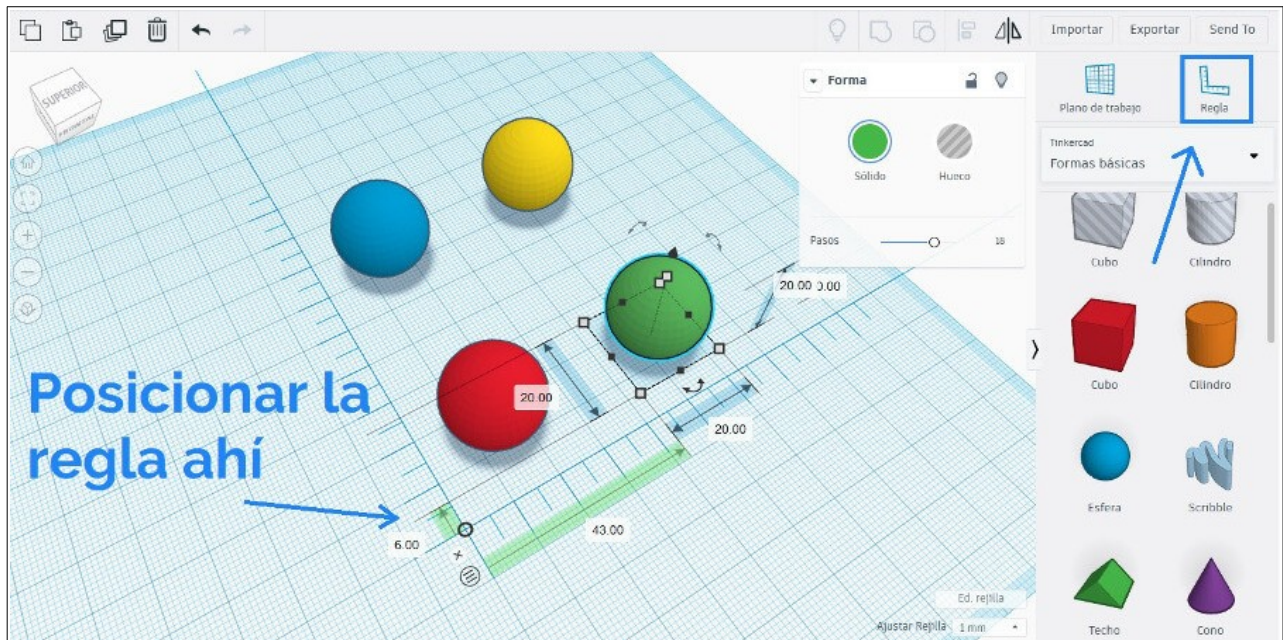 Importar Exportar Send To
SUPERIOR
Forma
Plano de trabajo Regla
Sólido Hueco
Tinkercad
Formas básicas
Pasos 18
Cubo Cilindro
20.00 0.00
Cubo Cilindro
20.00
20.00
Posicionar la
regla ahí
Esfera Scribble
6.00
43.00
Ed. rejilla
Ajustar Rejilla 1 mm
Techo Cono